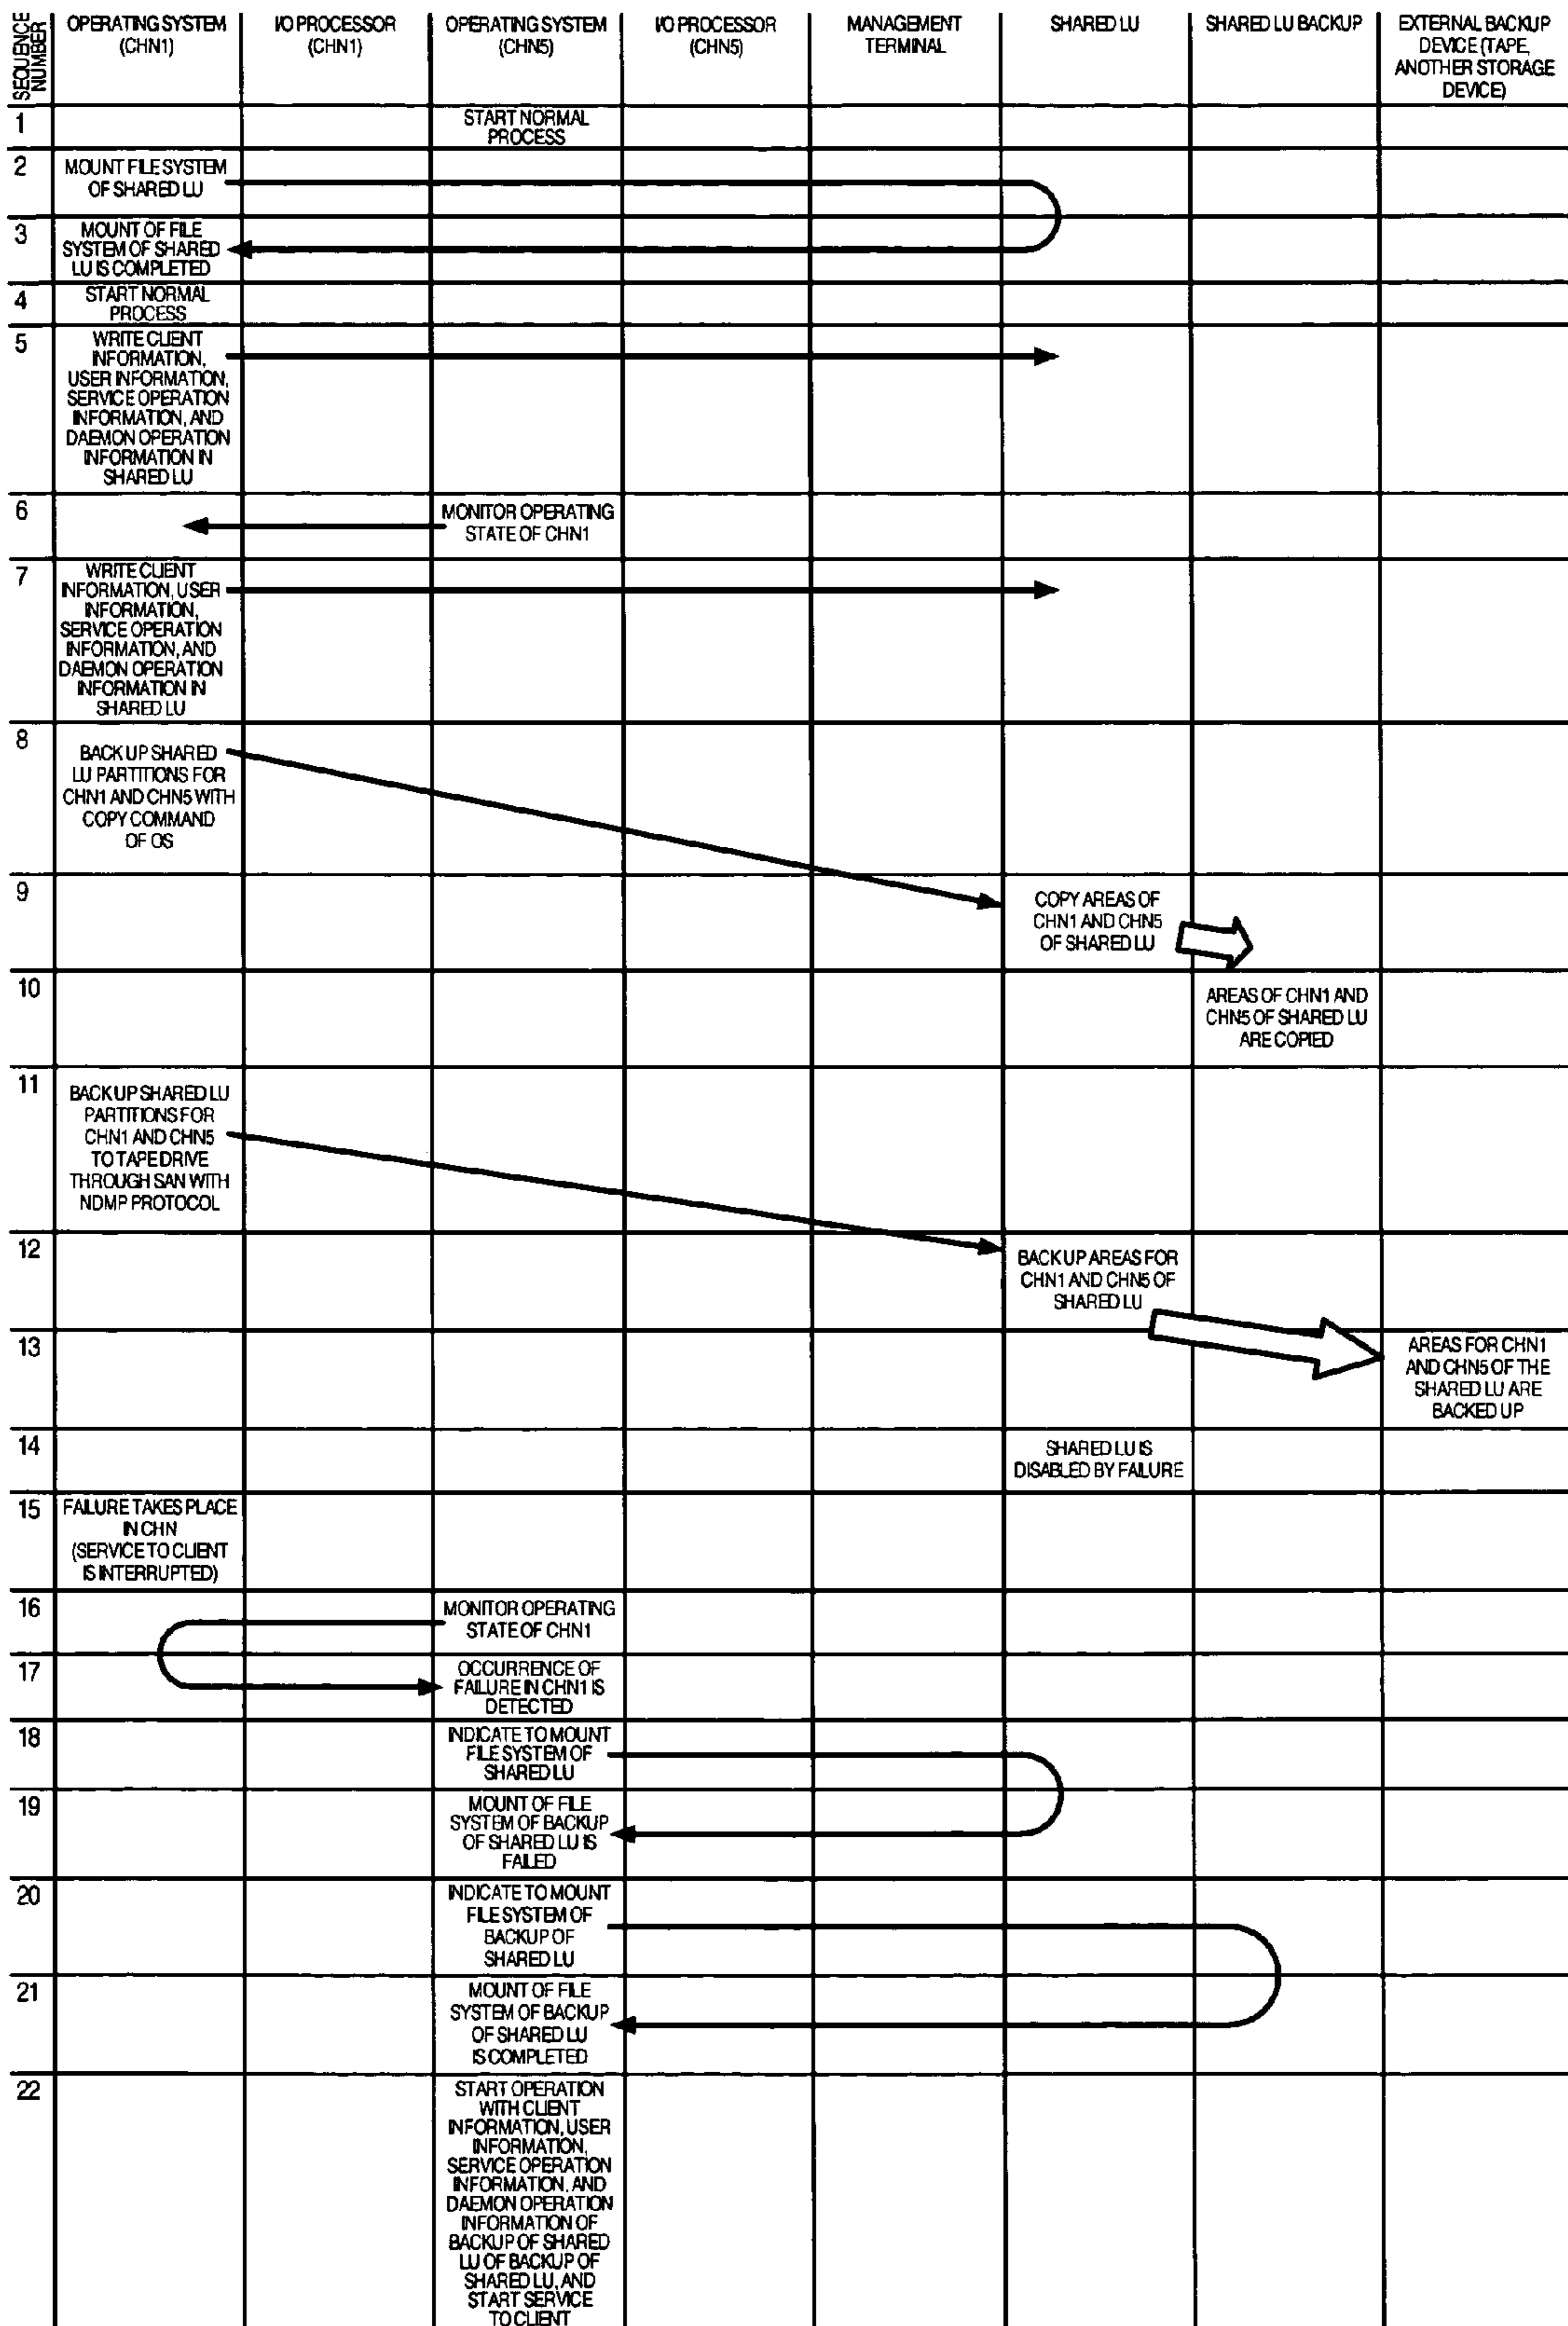 SEQUENCE
NUMBER
OPERATING SYSTEM
(CHN1)
I/O PROCESSOR
(CHN1)
OPERATING SYSTEM
(CHN5)
I/O PROCESSOR
(CHN5)
MANAGEMENT
TERMINAL
SHARED LU
SHARED LU BACKUP
EXTERNAL BACKUP
DEVICE (TAPE,
ANOTHER STORAGE
DEVICE)
1
START NORMAL
PROCESS
2
MOUNT FILE SYSTEM
OF SHARED LU
3
MOUNT OF FILE
SYSTEM OF SHARED
LU IS COMPLETED
4
START NORMAL
PROCESS
5
WRITE CLIENT
INFORMATION,
USER INFORMATION,
SERVICE OPERATION
INFORMATION, AND
DAEMON OPERATION
INFORMATION IN
SHARED LU
6
MONITOR OPERATING
STATE OF CHN1
7
WRITE CLIENT
INFORMATION, USER
INFORMATION,
SERVICE OPERATION
INFORMATION, AND
DAEMON OPERATION
INFORMATION IN
SHARED LU
8
BACK UP SHARED
LU PARTITIONS FOR
CHN1 AND CHN5 WITH
COPY COMMAND
OF OS
9
COPY AREAS OF
CHN1 AND CHN5
OF SHARED LU
10
AREAS OF CHN1 AND
CHN5 OF SHARED LU
ARE COPIED
11
BACK UP SHARED LU
PARTITIONS FOR
CHN1 AND CHN5
TO TAPE DRIVE
THROUGH SAN WITH
NDMP PROTOCOL
12
BACK UP AREAS FOR
CHN1 AND CHN5 OF
SHARED LU
13
AREAS FOR CHN1
AND CHN5 OF THE
SHARED LU ARE
BACKED UP
14
SHARED LU IS
DISABLED BY FAILURE
15
FAILURE TAKES PLACE
IN CHN
(SERVICE TO CLIENT
IS INTERRUPTED)
16
MONITOR OPERATING
STATE OF CHN1
17
OCCURRENCE OF
FAILURE IN CHN1 IS
DETECTED
18
INDICATE TO MOUNT
FILE SYSTEM OF
SHARED LU
19
MOUNT OF FILE
SYSTEM OF BACKUP
OF SHARED LU IS
FAILED
20
INDICATE TO MOUNT
FILE SYSTEM OF
BACKUP OF
SHARED LU
21
MOUNT OF FILE
SYSTEM OF BACKUP
OF SHARED LU
IS COMPLETED
22
START OPERATION
WITH CLIENT
INFORMATION, USER
INFORMATION,
SERVICE OPERATION
INFORMATION, AND
DAEMON OPERATION
INFORMATION OF
BACKUP OF SHARED
LU OF BACKUP OF
SHARED LU, AND
START SERVICE
TO CLIENT